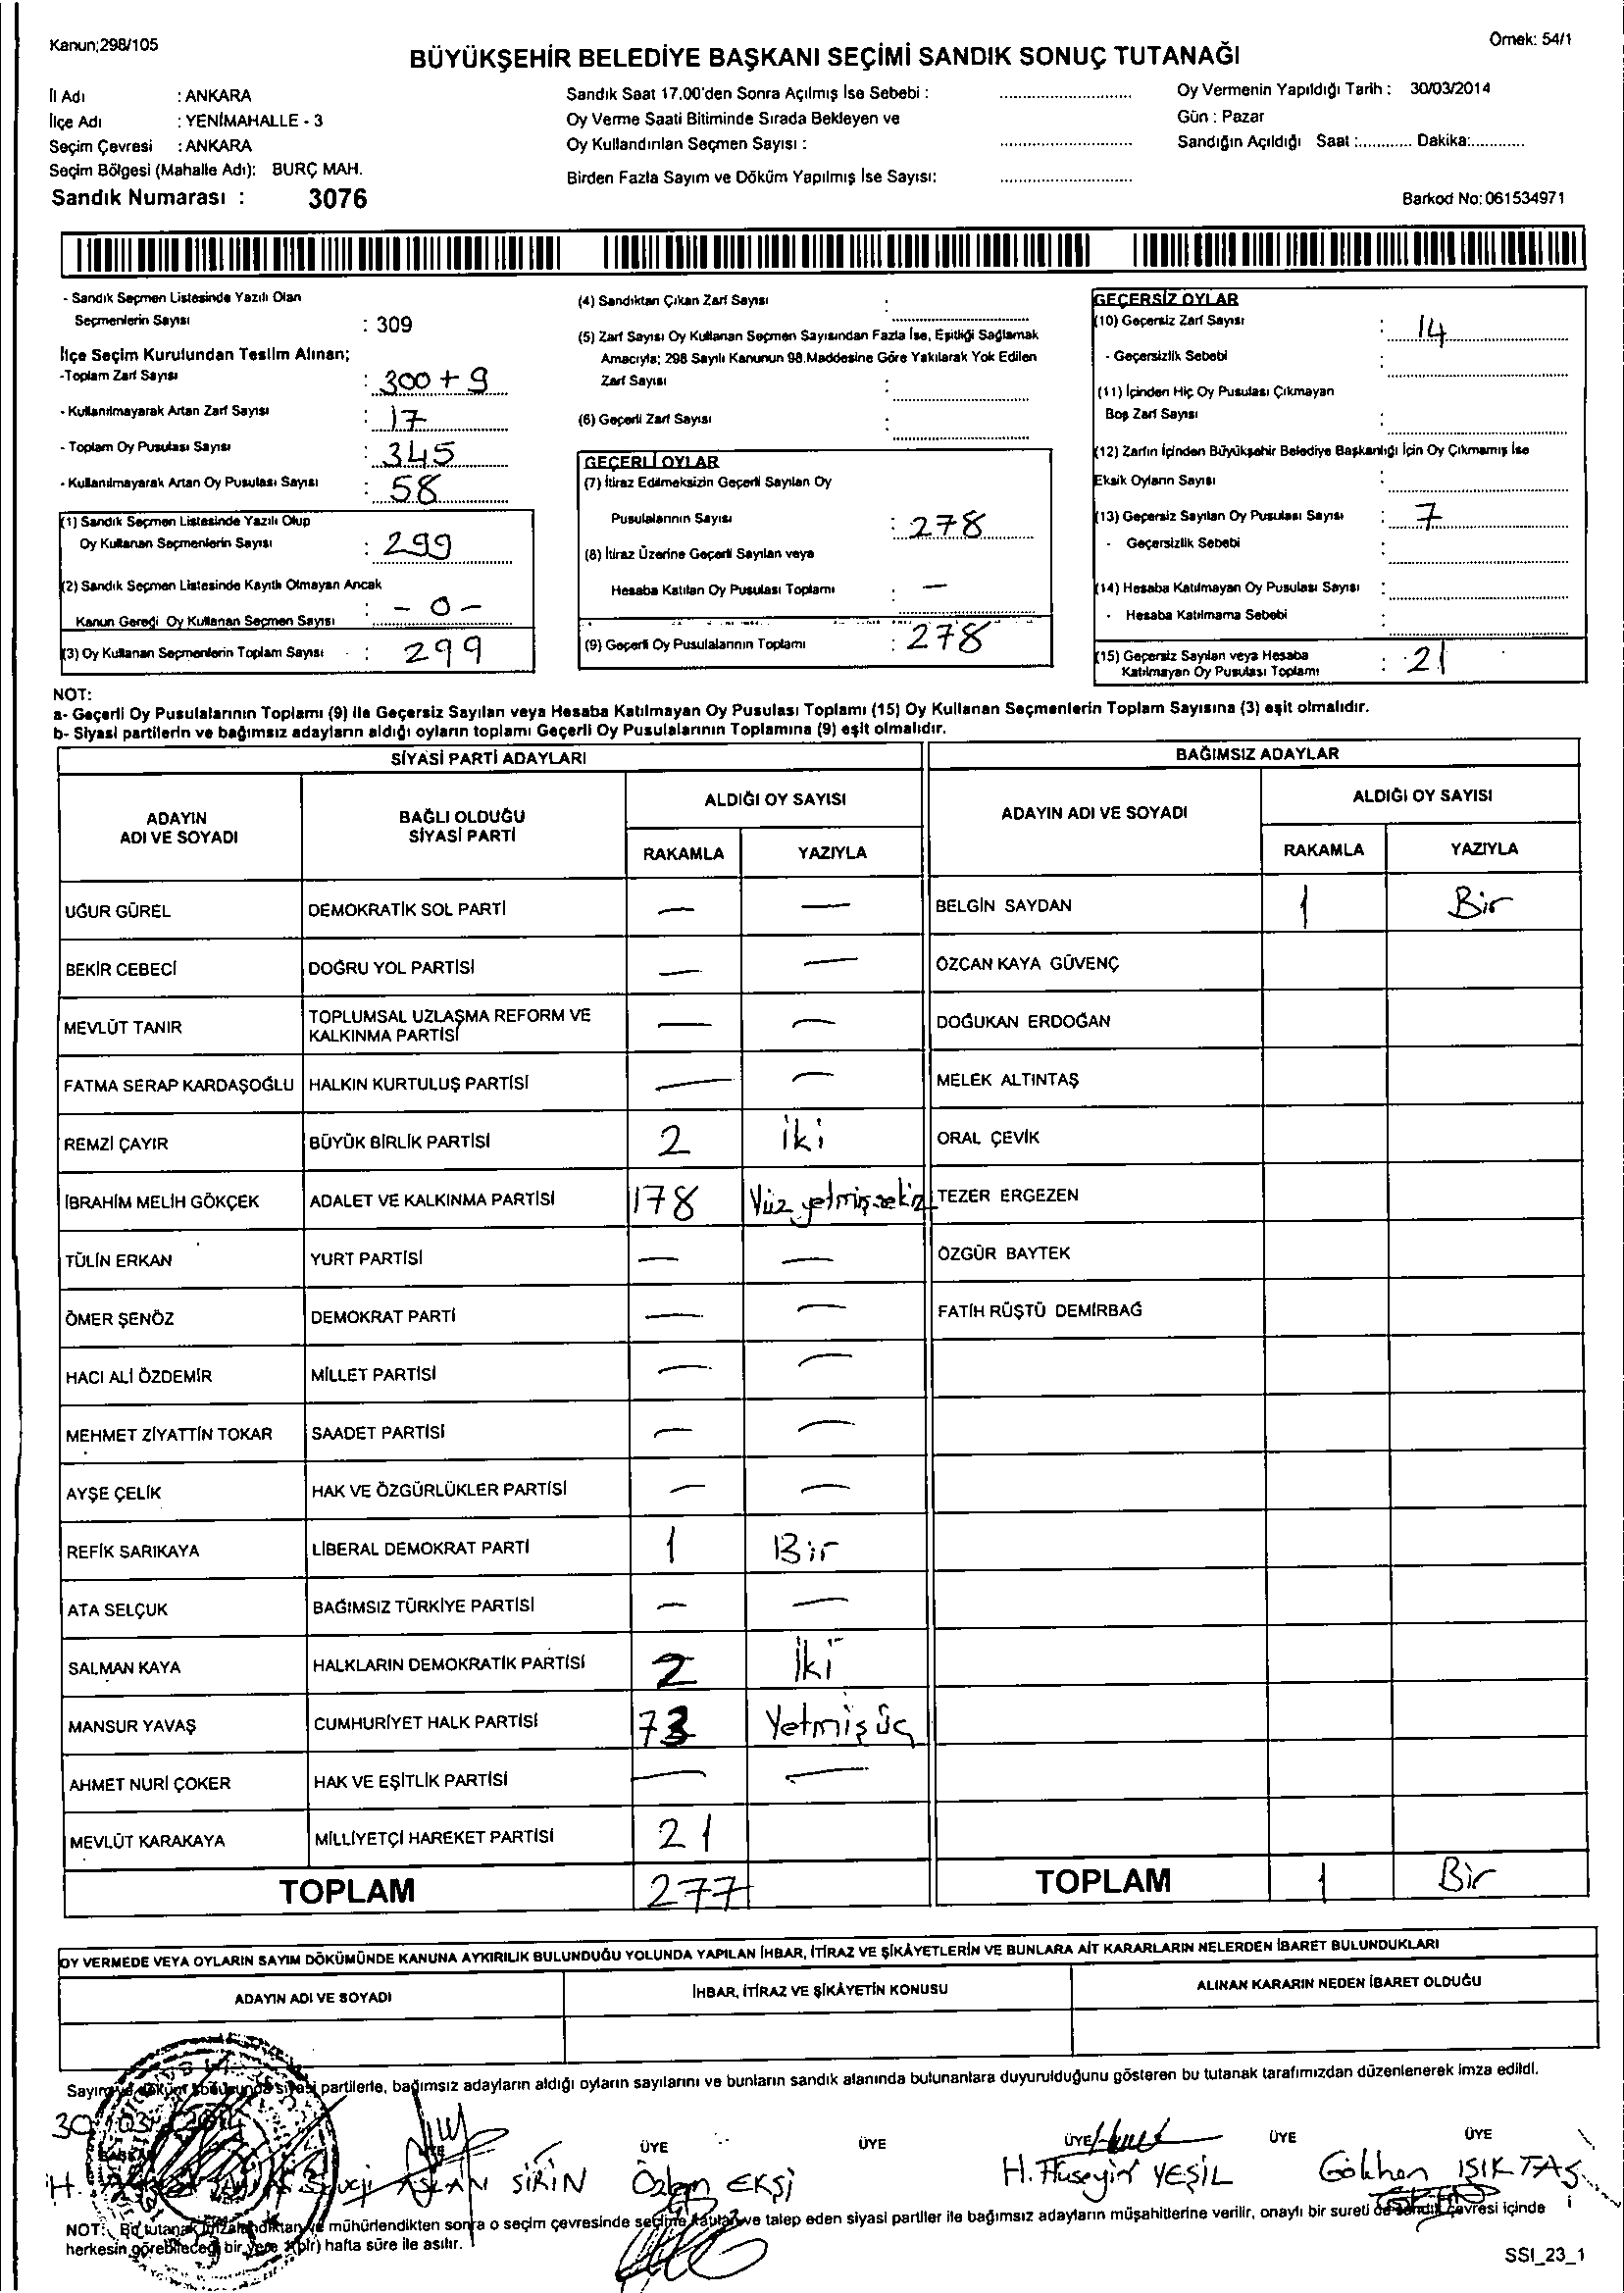 Kanun;298/105
Örnek: 54/1
BÜYÜKŞEHİR BELEDİYE BAŞKANI SEÇİMİ SANDIK SONUÇ TUTANAĞI
İl Adı : ANKARA
İlçe Adı : YENİMAHALLE - 3
Seçim Çevresi : ANKARA
Seçim Bölgesi (Mahalle Adı): BURÇ MAH.
Sandık Numarası : 3076
Sandık Saat 17.00'den Sonra Açılmış İse Sebebi :
Oy Verme Saati Bitiminde Sırada Bekleyen ve
Oy Kullandırılan Seçmen Sayısı :
Birden Fazla Sayım ve Döküm Yapılmış İse Sayısı:
Oy Vermenin Yapıldığı Tarih : 30/03/2014
Gün : Pazar
Sandığın Açıldığı Saat :............ Dakika:............
Barkod No: 061534971
- Sandık Seçmen Listesinde Yazılı Olan
Seçmenlerin Sayısı : 309
İlçe Seçim Kurulundan Teslim Alınan;
-Toplam Zarf Sayısı : 300 + 9
- Kullanılmayarak Artan Zarf Sayısı : 17
- Toplam Oy Pusulası Sayısı : 345
- Kullanılmayarak Artan Oy Pusulası Sayısı : 58
(1) Sandık Seçmen Listesinde Yazılı Olup
Oy Kullanan Seçmenlerin Sayısı : 299
(2) Sandık Seçmen Listesinde Kayıtlı Olmayan Ancak
Kanun Gereği Oy Kullanan Seçmen Sayısı : - 0 -
(3) Oy Kullanan Seçmenlerin Toplam Sayısı : 299
(4) Sandıktan Çıkan Zarf Sayısı :
(5) Zarf Sayısı Oy Kullanan Seçmen Sayısından Fazla İse, Eşitliği Sağlamak
Amacıyla; 298 Sayılı Kanunun 98.Maddesine Göre Yakılarak Yok Edilen
Zarf Sayısı :
(6) Geçerli Zarf Sayısı :
GEÇERLİ OYLAR
(7) İtiraz Edilmeksizin Geçerli Sayılan Oy
Pusulalarının Sayısı : 278
(8) İtiraz Üzerine Geçerli Sayılan veya
Hesaba Katılan Oy Pusulası Toplamı : —
(9) Geçerli Oy Pusulalarının Toplamı : 278
GEÇERSİZ OYLAR
(10) Geçersiz Zarf Sayısı : 14
- Geçersizlik Sebebi :
(11) İçinden Hiç Oy Pusulası Çıkmayan
Boş Zarf Sayısı :
(12) Zarfın İçinden Büyükşehir Belediye Başkanlığı İçin Oy Çıkmamış İse
Eksik Oyların Sayısı :
(13) Geçersiz Sayılan Oy Pusulası Sayısı : 7
- Geçersizlik Sebebi :
(14) Hesaba Katılmayan Oy Pusulası Sayısı :
- Hesaba Katılmama Sebebi :
(15) Geçersiz Sayılan veya Hesaba
Katılmayan Oy Pusulası Toplamı : 21
NOT:
a- Geçerli Oy Pusulalarının Toplamı (9) ile Geçersiz Sayılan veya Hesaba Katılmayan Oy Pusulası Toplamı (15) Oy Kullanan Seçmenlerin Toplam Sayısına (3) eşit olmalıdır.
b- Siyasi partilerin ve bağımsız adayların aldığı oyların toplamı Geçerli Oy Pusulalarının Toplamına (9) eşit olmalıdır.
SİYASİ PARTİ ADAYLARI
ADAYIN ADI VE SOYADI
BAĞLI OLDUĞU SİYASİ PARTİ
ALDIĞI OY SAYISI
RAKAMLA YAZIYLA
UĞUR GÜREL DEMOKRATİK SOL PARTİ — —
BEKİR CEBECİ DOĞRU YOL PARTİSİ — —
MEVLÜT TANIR TOPLUMSAL UZLAŞMA REFORM VE KALKINMA PARTİSİ — —
FATMA SERAP KARDAŞOĞLU HALKIN KURTULUŞ PARTİSİ — —
REMZİ ÇAYIR BÜYÜK BİRLİK PARTİSİ 2 İki
İBRAHİM MELİH GÖKÇEK ADALET VE KALKINMA PARTİSİ 178 Yüz yetmiş sekiz
TÜLİN ERKAN YURT PARTİSİ — —
ÖMER ŞENÖZ DEMOKRAT PARTİ — —
HACI ALİ ÖZDEMİR MİLLET PARTİSİ — —
MEHMET ZİYATTİN TOKAR SAADET PARTİSİ — —
AYŞE ÇELİK HAK VE ÖZGÜRLÜKLER PARTİSİ — —
REFİK SARIKAYA LİBERAL DEMOKRAT PARTİ 1 Bir
ATA SELÇUK BAĞIMSIZ TÜRKİYE PARTİSİ — —
SALMAN KAYA HALKLARIN DEMOKRATİK PARTİSİ 2 İki
MANSUR YAVAŞ CUMHURİYET HALK PARTİSİ 73 Yetmiş üç
AHMET NURİ ÇOKER HAK VE EŞİTLİK PARTİSİ — —
MEVLÜT KARAKAYA MİLLİYETÇİ HAREKET PARTİSİ 21
TOPLAM 277
BAĞIMSIZ ADAYLAR
ADAYIN ADI VE SOYADI
ALDIĞI OY SAYISI
RAKAMLA YAZIYLA
BELGİN SAYDAN 1 Bir
ÖZCAN KAYA GÜVENÇ
DOĞUKAN ERDOĞAN
MELEK ALTINTAŞ
ORAL ÇEVİK
TEZER ERGEZEN
ÖZGÜR BAYTEK
FATİH RÜŞTÜ DEMİRBAĞ
TOPLAM 1 Bir
OY VERMEDE VEYA OYLARIN SAYIM DÖKÜMÜNDE KANUNA AYKIRILIK BULUNDUĞU YOLUNDA YAPILAN İHBAR, İTİRAZ VE ŞİKÂYETLERİN VE BUNLARA AİT KARARLARIN NELERDEN İBARET BULUNDUKLARI
ADAYIN ADI VE SOYADI
İHBAR, İTİRAZ VE ŞİKÂYETİN KONUSU
ALINAN KARARIN NEDEN İBARET OLDUĞU
partilerle, bağımsız adayların aldığı oyların sayılarını ve bunların sandık alanında bulunanlara duyurulduğunu gösteren bu tutanak tarafımızdan düzenlenerek imza edildi.
ÜYE ÜYE ÜYE ÜYE ÜYE ÜYE
ASLAN ŞİRİN Özlem EKŞİ H. Hüseyin YEŞİL Gökhan IŞIKTAŞ
NOT: Bu tutanak mühürlendikten sonra o seçim çevresinde seçime katılan ve talep eden siyasi partiler ile bağımsız adayların müşahitlerine verilir, onaylı bir sureti de sandık çevresi içinde
herkesin görebileceği bir yere (bir) hafta süre ile asılır.
SSI_23_1